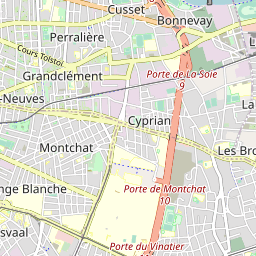 Cusset
Bonnevay
Perralière
Cours Tolstoï
Grandclément
Porte de La Soie
9
-Neuves
La
Cyprian
Montchat
Les Bro
nge Blanche
Porte de Montchat
10
svaal
Porte du Vinatier